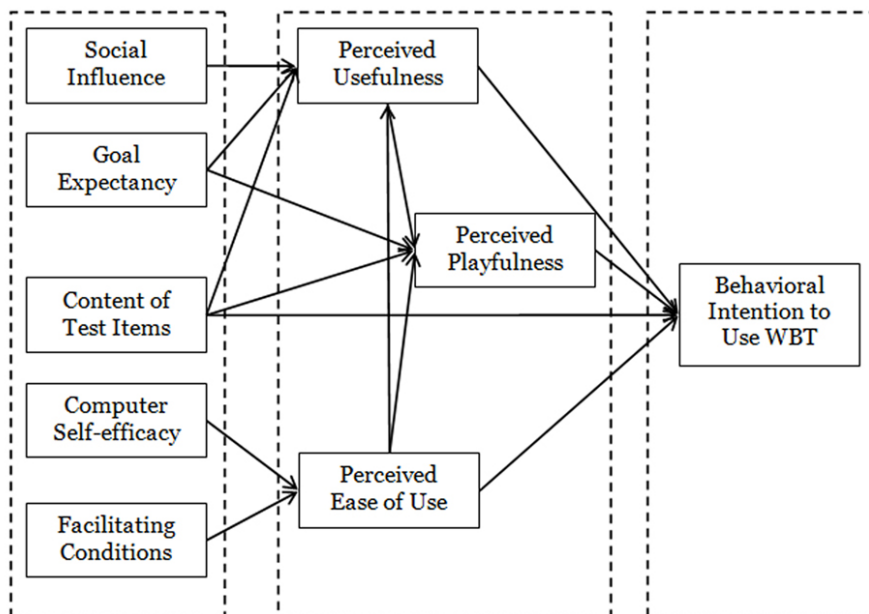 Social
Influence
Goal
Expectancy
Content of
Test Items
Computer
Self-efficacy
Facilitating
Conditions
Perceived
Usefulness
Perceived
Playfulness
Perceived
Ease of Use
Behavioral
Intention to
Use WBT